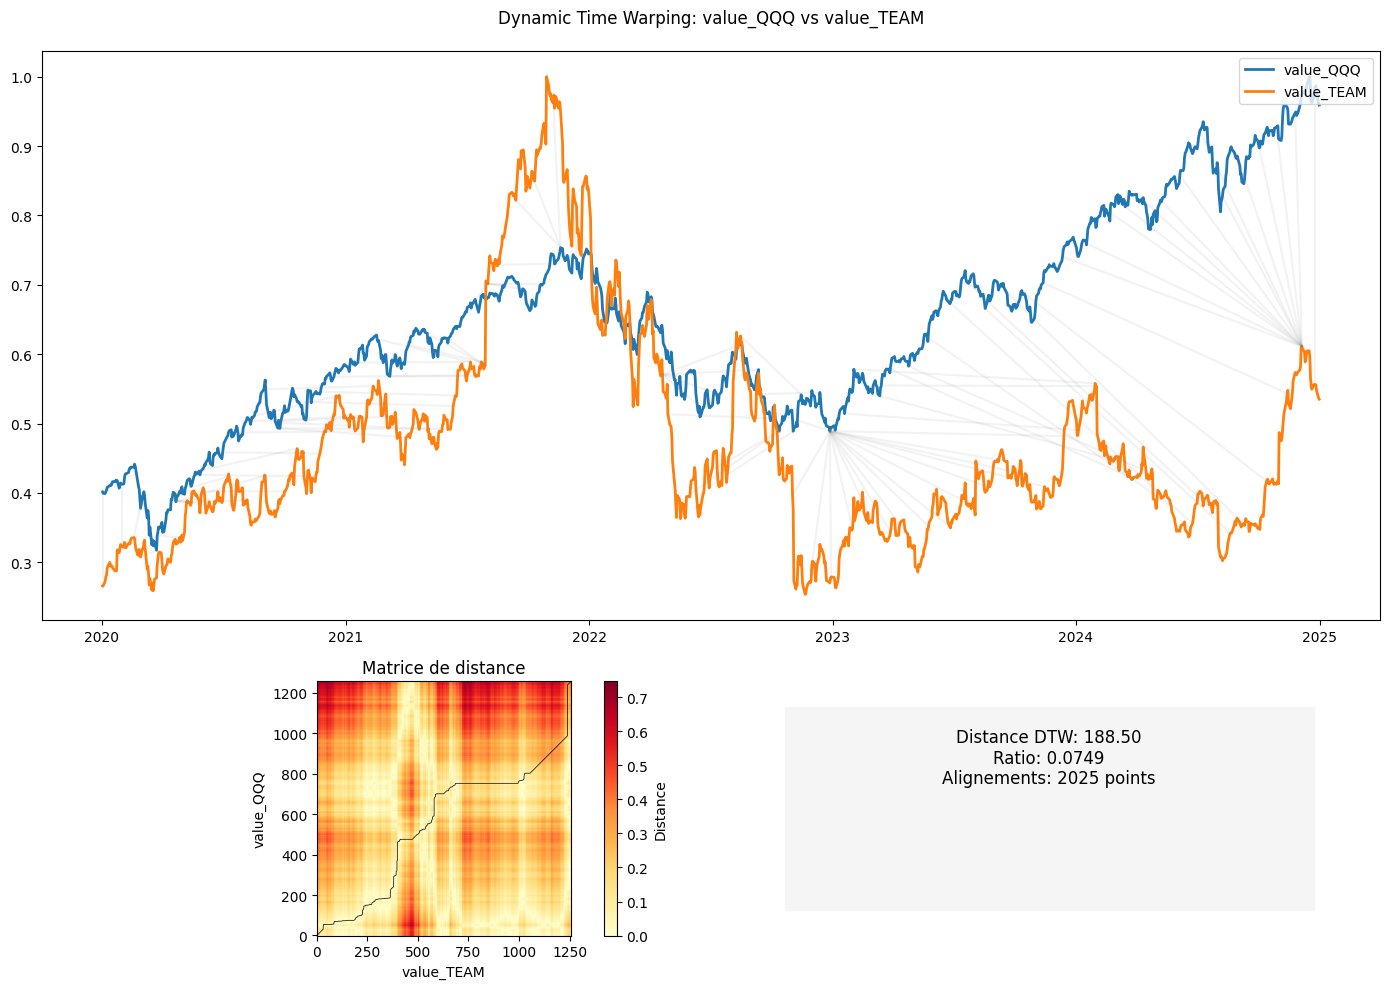 Dynamic Time Warping: value_QQQ vs value_TEAM
value_QQQ
value_TEAM
1.0
0.9
0.8
0.7
0.6
0.5
0.4
0.3
2020 2021 2022 2023 2024 2025
Matrice de distance
value_QQQ
1200
1000
800
600
400
200
0
0 250 500 750 1000 1250
value_TEAM
0.7
0.6
0.5
0.4
0.3
0.2
0.1
0.0
Distance
Distance DTW: 188.50
Ratio: 0.0749
Alignements: 2025 points